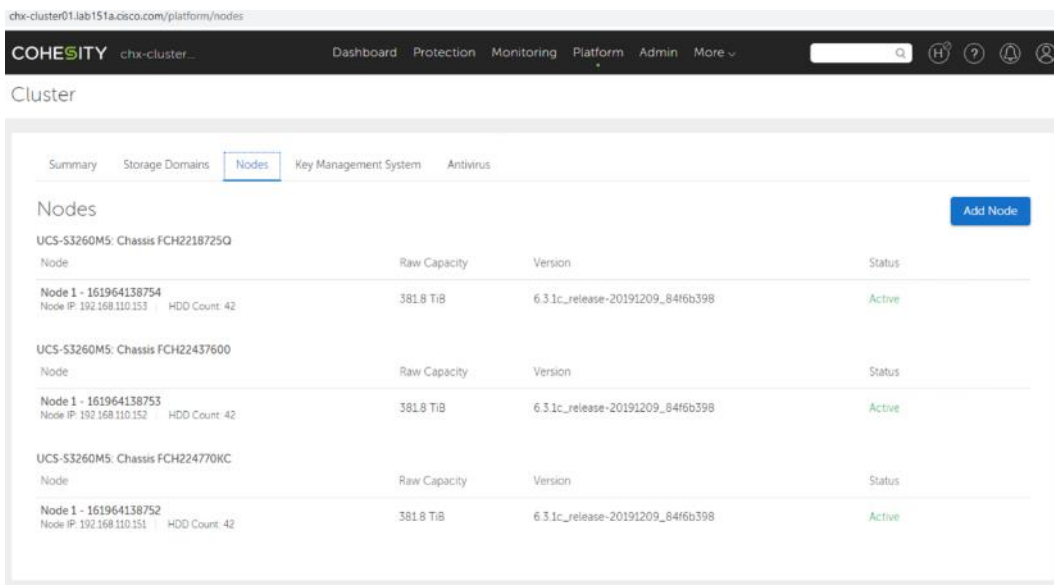 chx-cluster01.lab151a.cisco.com/platform/nodes
COHESITY chx-cluster... Dashboard Protection Monitoring Platform Admin More
Cluster
Summary Storage Domains Nodes Key Management System Antivirus
Nodes Add Node
UCS-S3260M5: Chassis FCH2218725Q
Node Raw Capacity Version Status
Node 1 - 161964138754 381.8 TiB 6.3.1c_release-20191209_84f6b398 Active
Node IP: 192.168.110.153 HDD Count: 42
UCS-S3260M5: Chassis FCH22437600
Node Raw Capacity Version Status
Node 1 - 161964138753 381.8 TiB 6.3.1c_release-20191209_84f6b398 Active
Node IP: 192.168.110.152 HDD Count: 42
UCS-S3260M5: Chassis FCH224770KC
Node Raw Capacity Version Status
Node 1 - 161964138752 381.8 TiB 6.3.1c_release-20191209_84f6b398 Active
Node IP: 192.168.110.151 HDD Count: 42